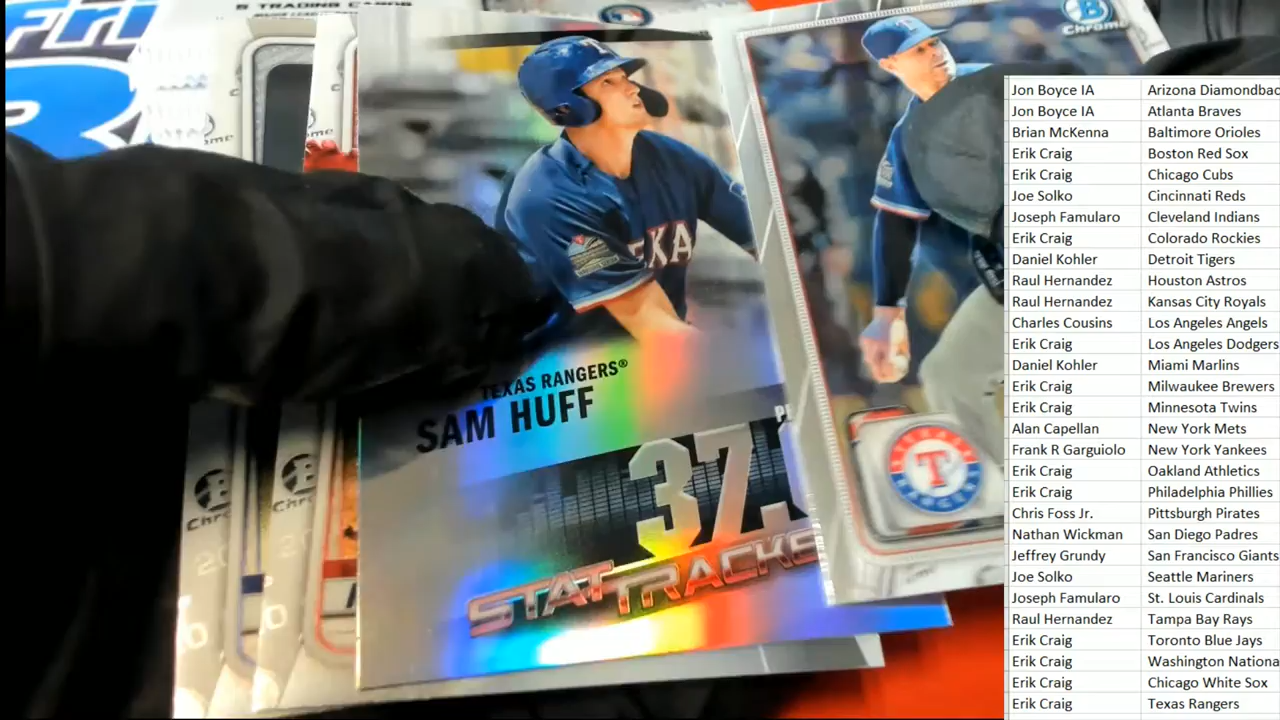 5 TRADING CARDS
Fri
Chrome
TEXAS RANGERS®
SAM HUFF
37.
STAT TRACKS
TEXAS
T
RANGERS
Jon Boyce IA Arizona Diamondbac
Jon Boyce IA Atlanta Braves
Brian McKenna Baltimore Orioles
Erik Craig Boston Red Sox
Erik Craig Chicago Cubs
Joe Solko Cincinnati Reds
Joseph Famularo Cleveland Indians
Erik Craig Colorado Rockies
Daniel Kohler Detroit Tigers
Raul Hernandez Houston Astros
Raul Hernandez Kansas City Royals
Charles Cousins Los Angeles Angels
Erik Craig Los Angeles Dodgers
Daniel Kohler Miami Marlins
Erik Craig Milwaukee Brewers
Erik Craig Minnesota Twins
Alan Capellan New York Mets
Frank R Garguiolo New York Yankees
Erik Craig Oakland Athletics
Erik Craig Philadelphia Phillies
Chris Foss Jr. Pittsburgh Pirates
Nathan Wickman San Diego Padres
Jeffrey Grundy San Francisco Giants
Joe Solko Seattle Mariners
Joseph Famularo St. Louis Cardinals
Raul Hernandez Tampa Bay Rays
Erik Craig Toronto Blue Jays
Erik Craig Washington Nationa
Erik Craig Chicago White Sox
Erik Craig Texas Rangers